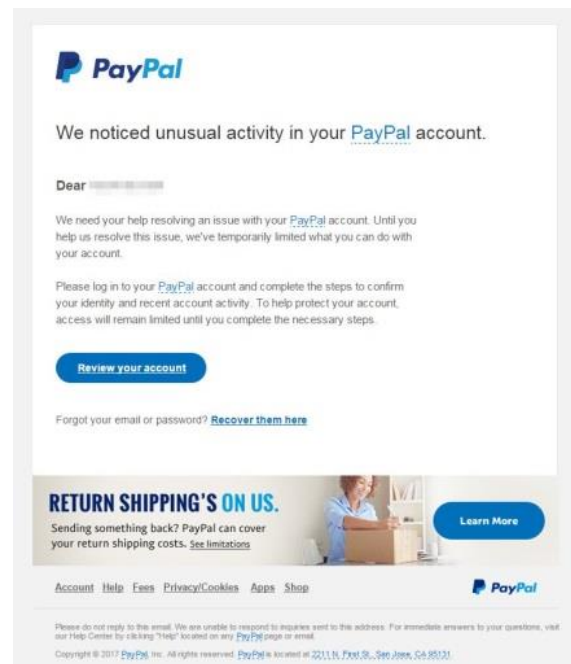 PayPal
We noticed unusual activity in your PayPal account.
Dear
We need your help resolving an issue with your PayPal account. Until you
help us resolve this issue, we've temporarily limited what you can do with
your account.
Please log in to your PayPal account and complete the steps to confirm
your identity and recent account activity. To help protect your account,
access will remain limited until you complete the necessary steps.
Review your account
Forgot your email or password? Recover them here
RETURN SHIPPING'S ON US.
Sending something back? PayPal can cover
your return shipping costs. See limitations
Learn More
Account Help Fees Privacy/Cookies Apps Shop
PayPal
Please do not reply to this email. We are unable to respond to inquiries sent to this address. For immediate answers to your questions, visit
our Help Center by clicking "Help" located on any PayPal page or email.
Copyright © 2017 PayPal, Inc. All rights reserved. PayPal is located at 2211 N. First St., San Jose, CA 95131.